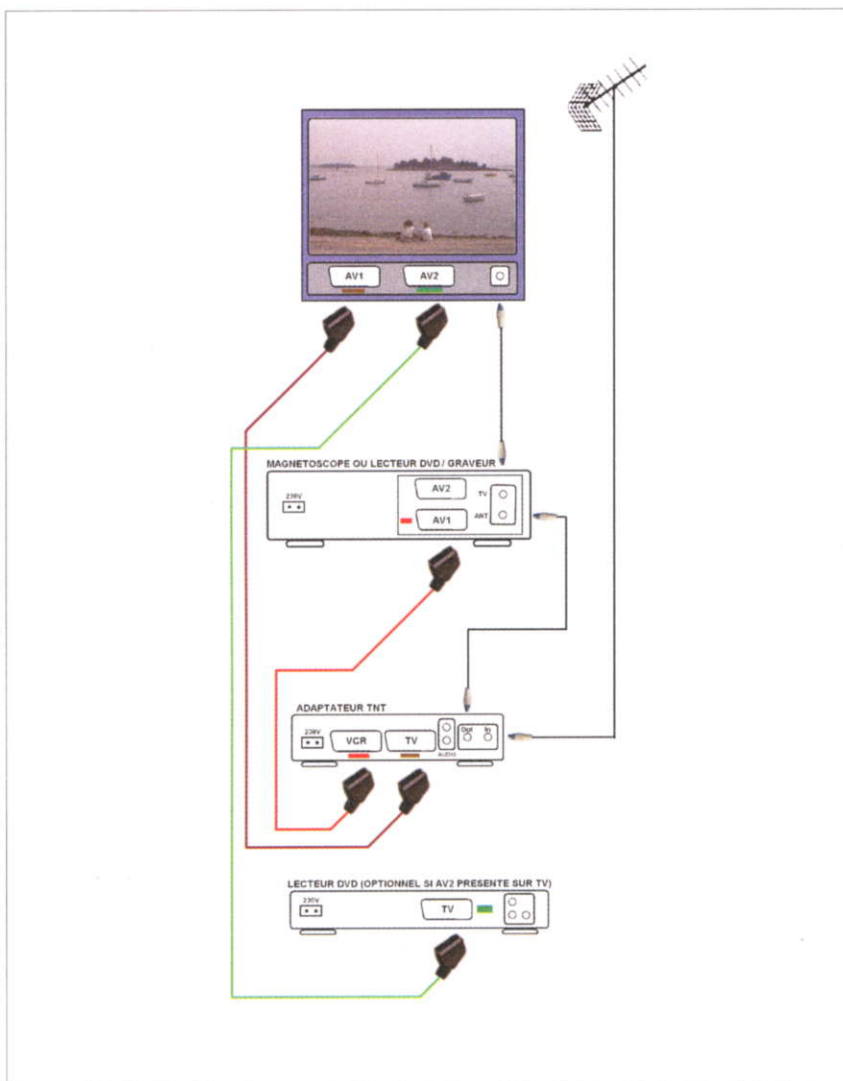 AV1 AV2
MAGNETOSCOPE OU LECTEUR DVD / GRAVEUR
230V
AV2
TV
AV1
ANT
ADAPTATEUR TNT
230V
VCR
TV
AUDIO
Out In
LECTEUR DVD (OPTIONNEL SI AV2 PRESENTE SUR TV)
230V
TV